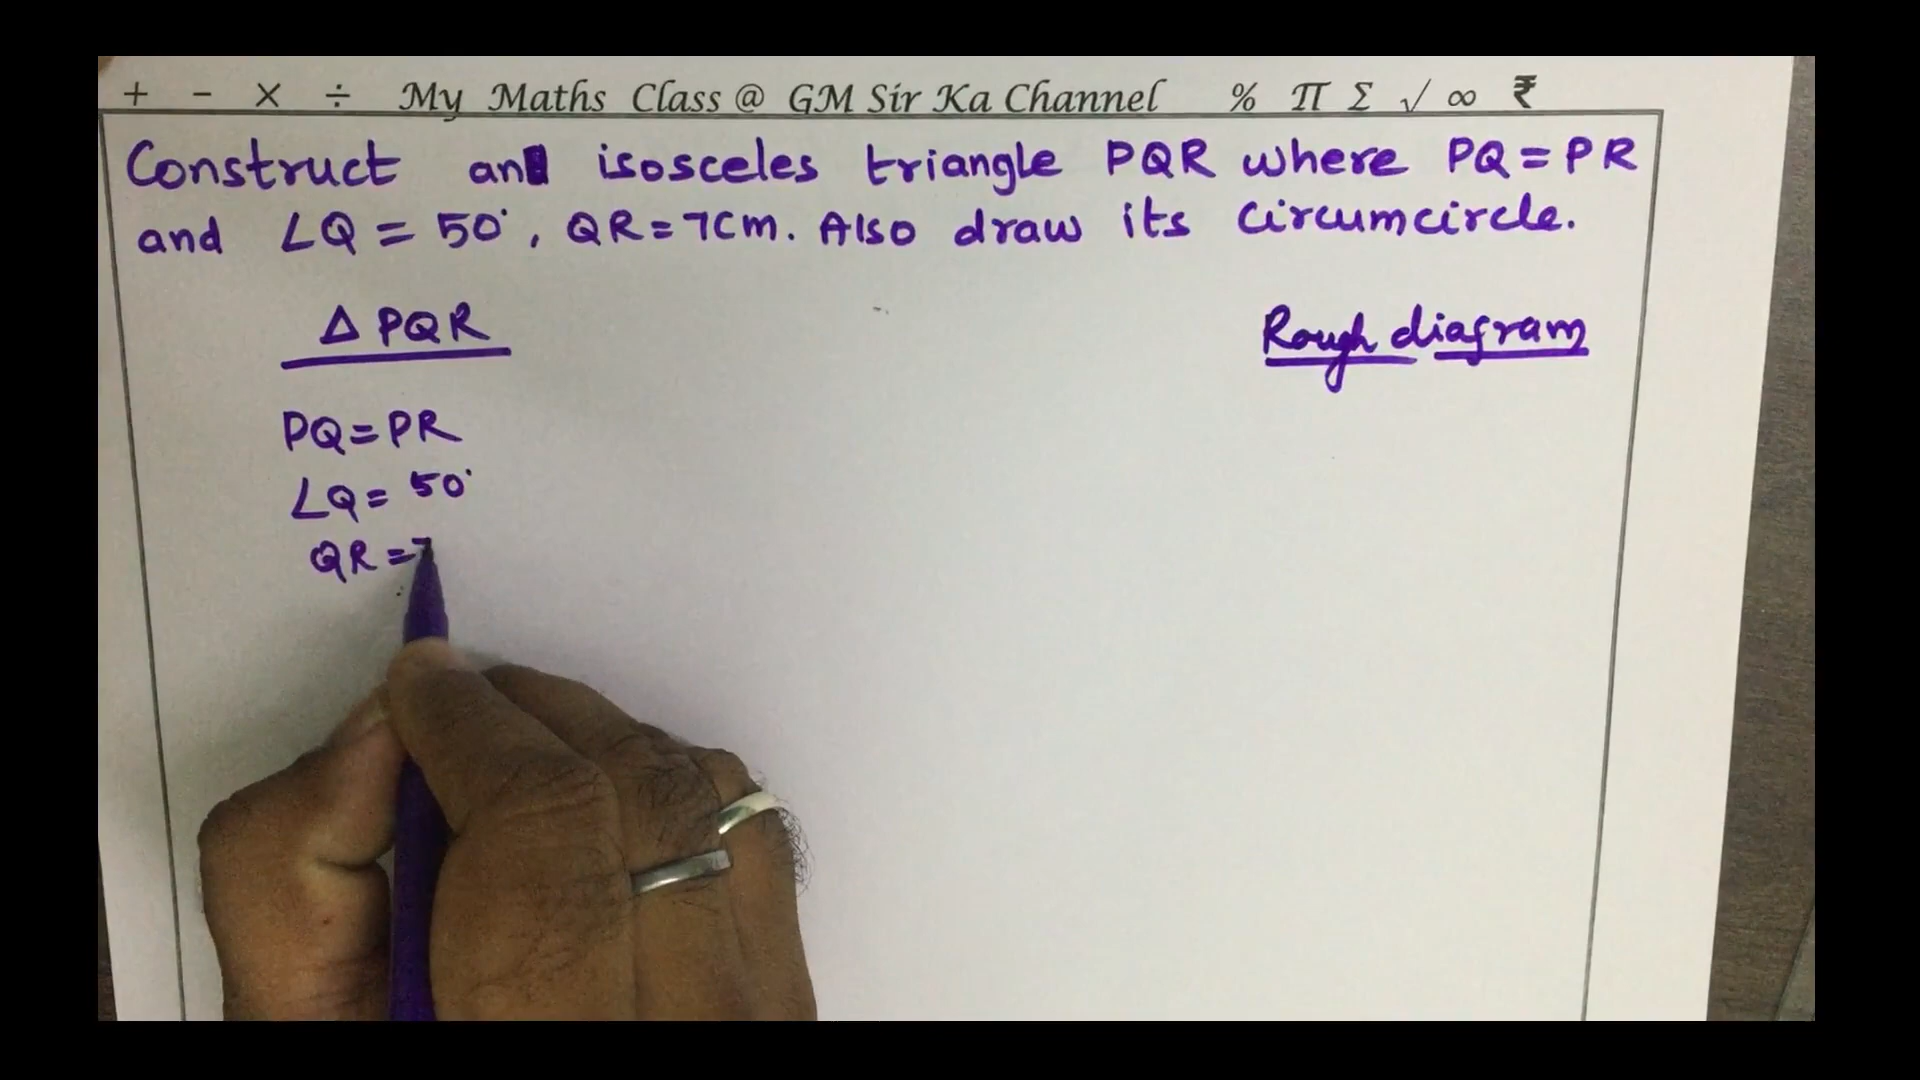 + - × ÷ My Maths Class @ GM Sir Ka Channel % Π Σ √ ∞ ₹
Construct an isosceles triangle PQR where PQ = PR
and ∠Q = 50°, QR = 7cm. Also draw its circumcircle.
Δ PQR
Rough diagram
PQ = PR
∠Q = 50°
QR = 7